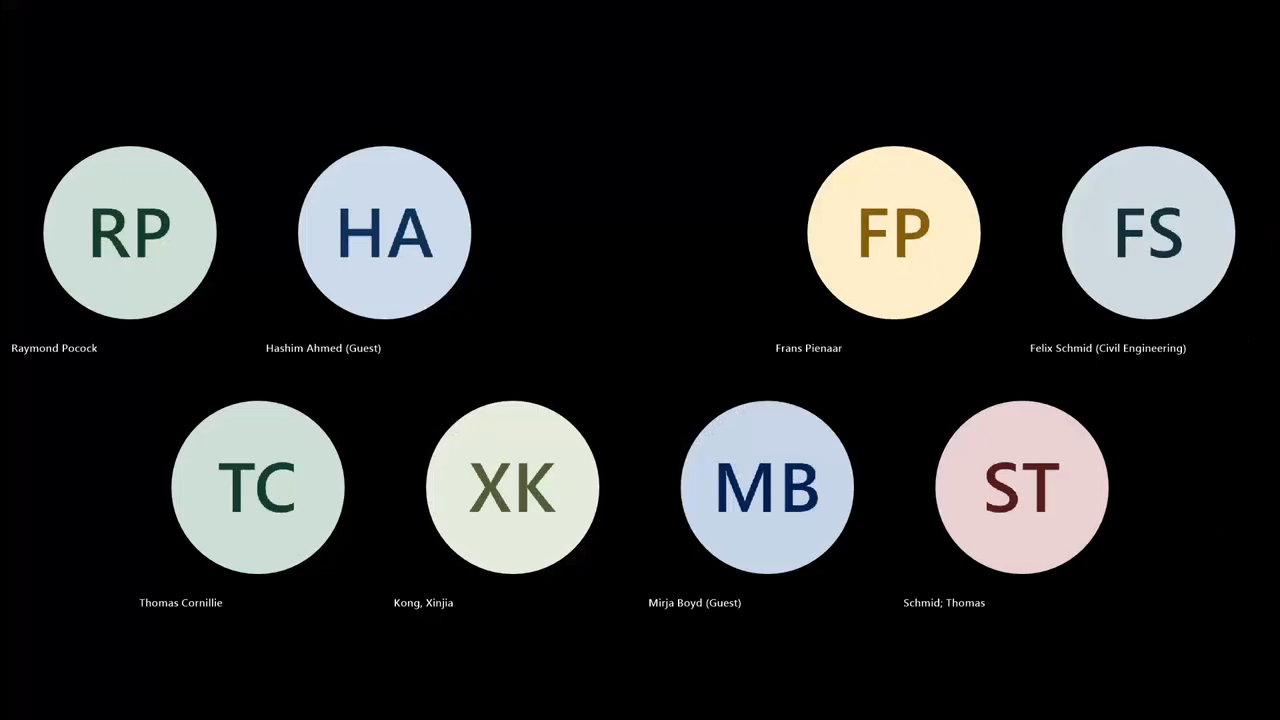 RP HA FP FS
Raymond Pocock Hashim Ahmed (Guest) Frans Pienaar Felix Schmid (Civil Engineering)
TC XK MB ST
Thomas Cornillie Kong, Xinjia Mirja Boyd (Guest) Schmid; Thomas